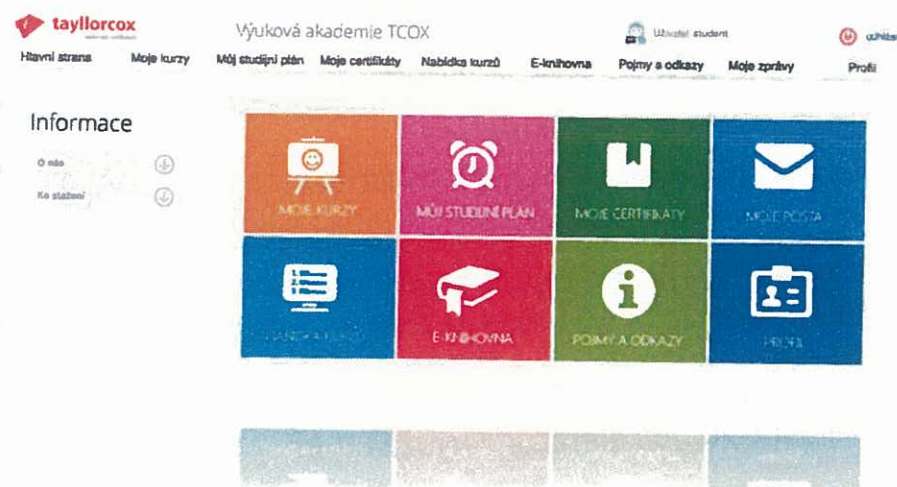 tayllorcox
Výuková akademie TCOX
Uživatel student
Hlavní strana Moje kurzy Můj studijní plán Moje certifikáty Nabídka kurzů E-knihovna Pojmy a odkazy Moje zprávy Profil
Informace
O nás
Ke stažení
MOJE KURZY MŮJ STUDIJNÍ PLÁN MOJE CERTIFIKÁTY MOJE POŠTA
NABÍDKA KURZŮ E-KNIHOVNA POJMY A ODKAZY PROFIL